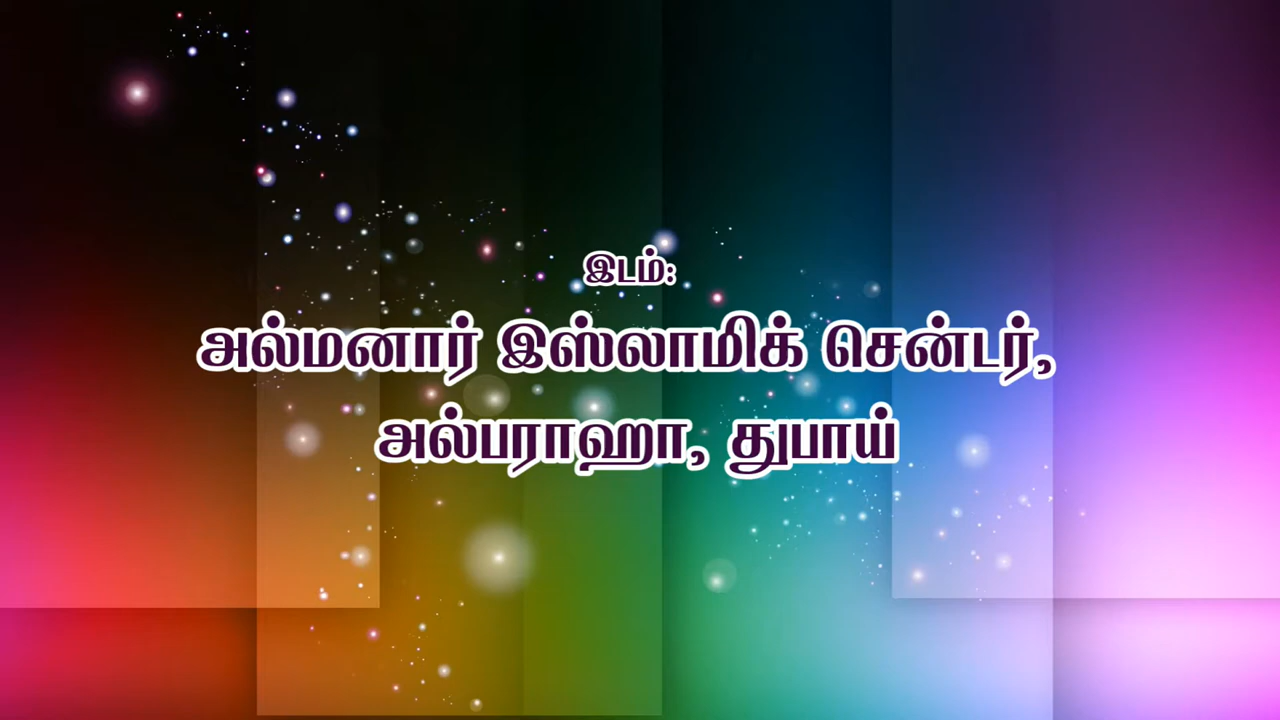 இடம்:
அல்மனார் இஸ்லாமிக் சென்டர்,
அல்பராஹா, துபாய்